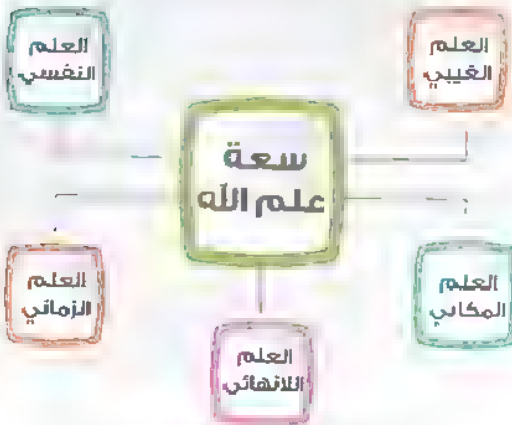 العلم
الغيبي
العلم
النفسي
سعة
علم الله
العلم
المكاني
العلم
الزماني
العلم
اللانهائي